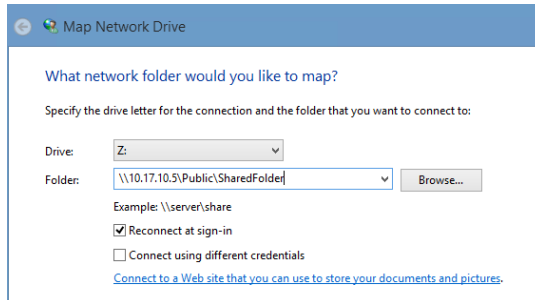 Map Network Drive
What network folder would you like to map?
Specify the drive letter for the connection and the folder that you want to connect to:
Drive: Z:
Folder: \\10.17.10.5\Public\SharedFolder Browse...
Example: \\server\share
Reconnect at sign-in
Connect using different credentials
Connect to a Web site that you can use to store your documents and pictures.